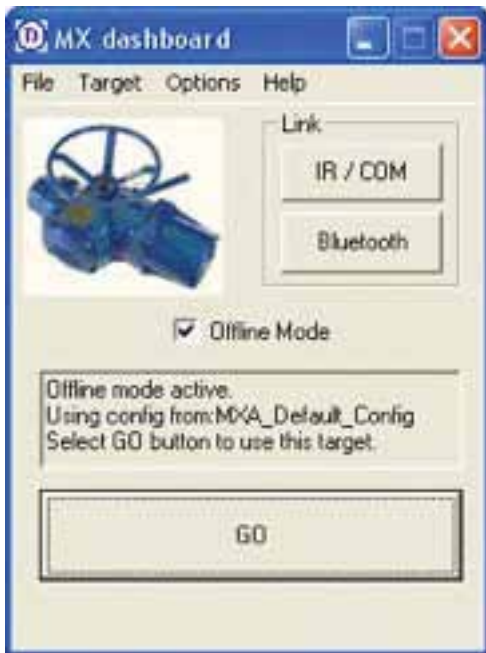 D MX dashboard
File Target Options Help
Link
IR / COM
Bluetooth
Offline Mode
Offline mode active.
Using config from:MXA_Default_Config
Select GO button to use this target.
GO